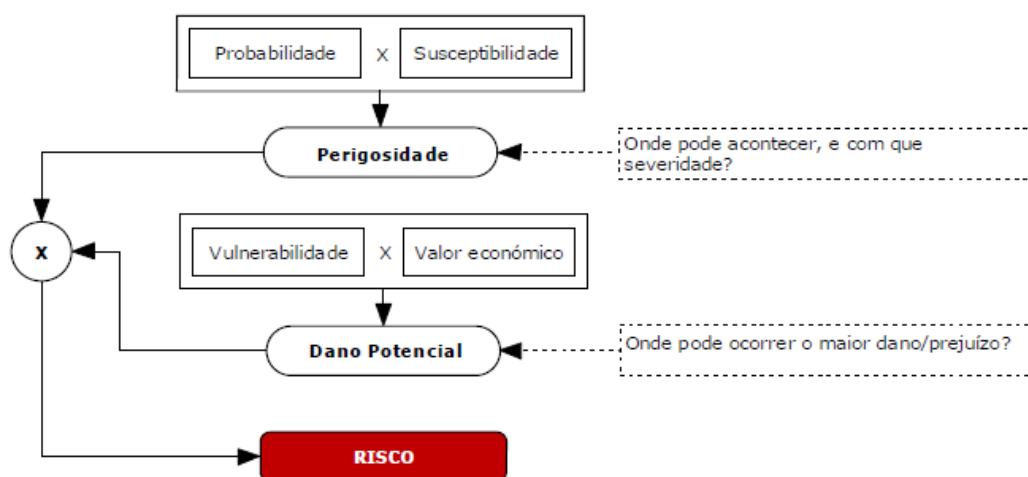 Probabilidade X Susceptibilidade
Perigosidade
Onde pode acontecer, e com que
severidade?
X
Vulnerabilidade X Valor económico
Dano Potencial
Onde pode ocorrer o maior dano/prejuízo?
RISCO